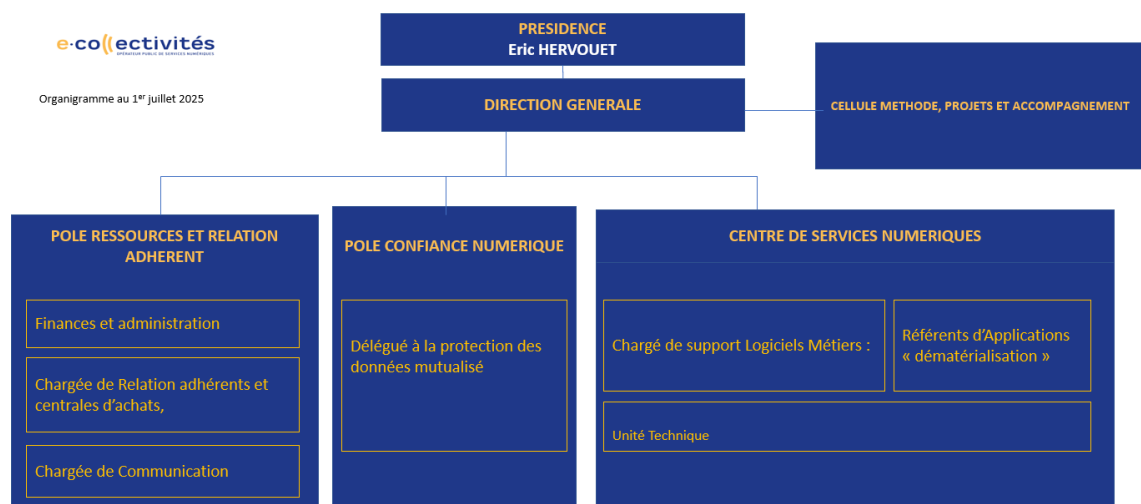 e·collectivités
OPÉRATEUR PUBLIC DE SERVICES NUMÉRIQUES
Organigramme au 1er juillet 2025
PRESIDENCE
Eric HERVOUET
DIRECTION GENERALE
CELLULE METHODE, PROJETS ET ACCOMPAGNEMENT
POLE RESSOURCES ET RELATION
ADHERENT
Finances et administration
Chargée de Relation adhérents et
centrales d’achats,
Chargée de Communication
POLE CONFIANCE NUMERIQUE
Délégué à la protection des
données mutualisé
CENTRE DE SERVICES NUMERIQUES
Chargé de support Logiciels Métiers :
Référents d’Applications
« dématérialisation »
Unité Technique